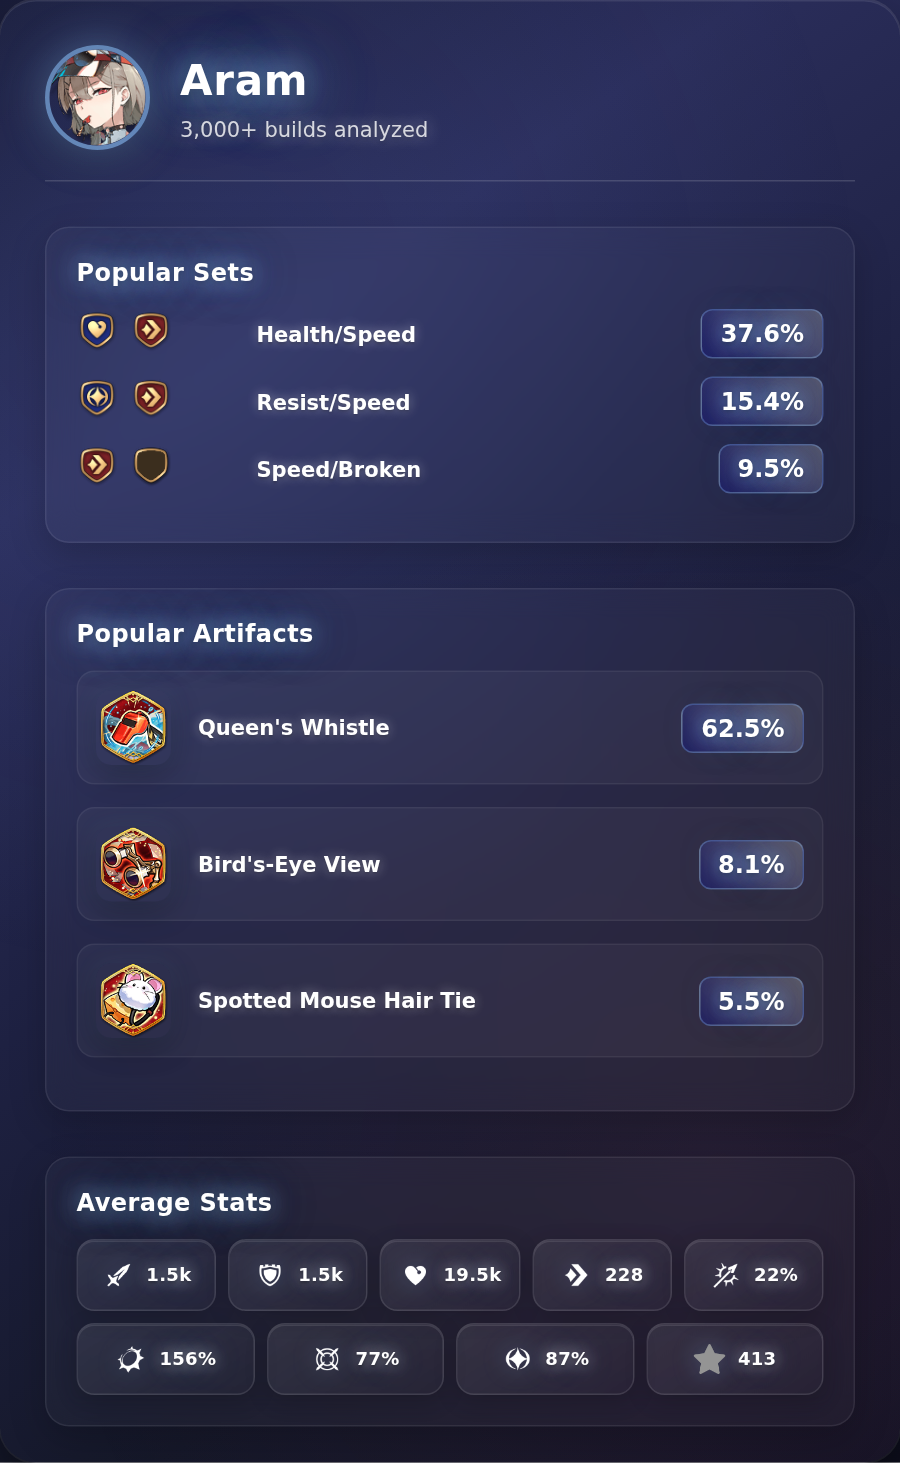 Aram
3,000+ builds analyzed
Popular Sets
Health/Speed 37.6%
Resist/Speed 15.4%
Speed/Broken 9.5%
Popular Artifacts
Queen's Whistle 62.5%
Bird's-Eye View 8.1%
Spotted Mouse Hair Tie 5.5%
Average Stats
1.5k 1.5k 19.5k 228 22%
156% 77% 87% 413